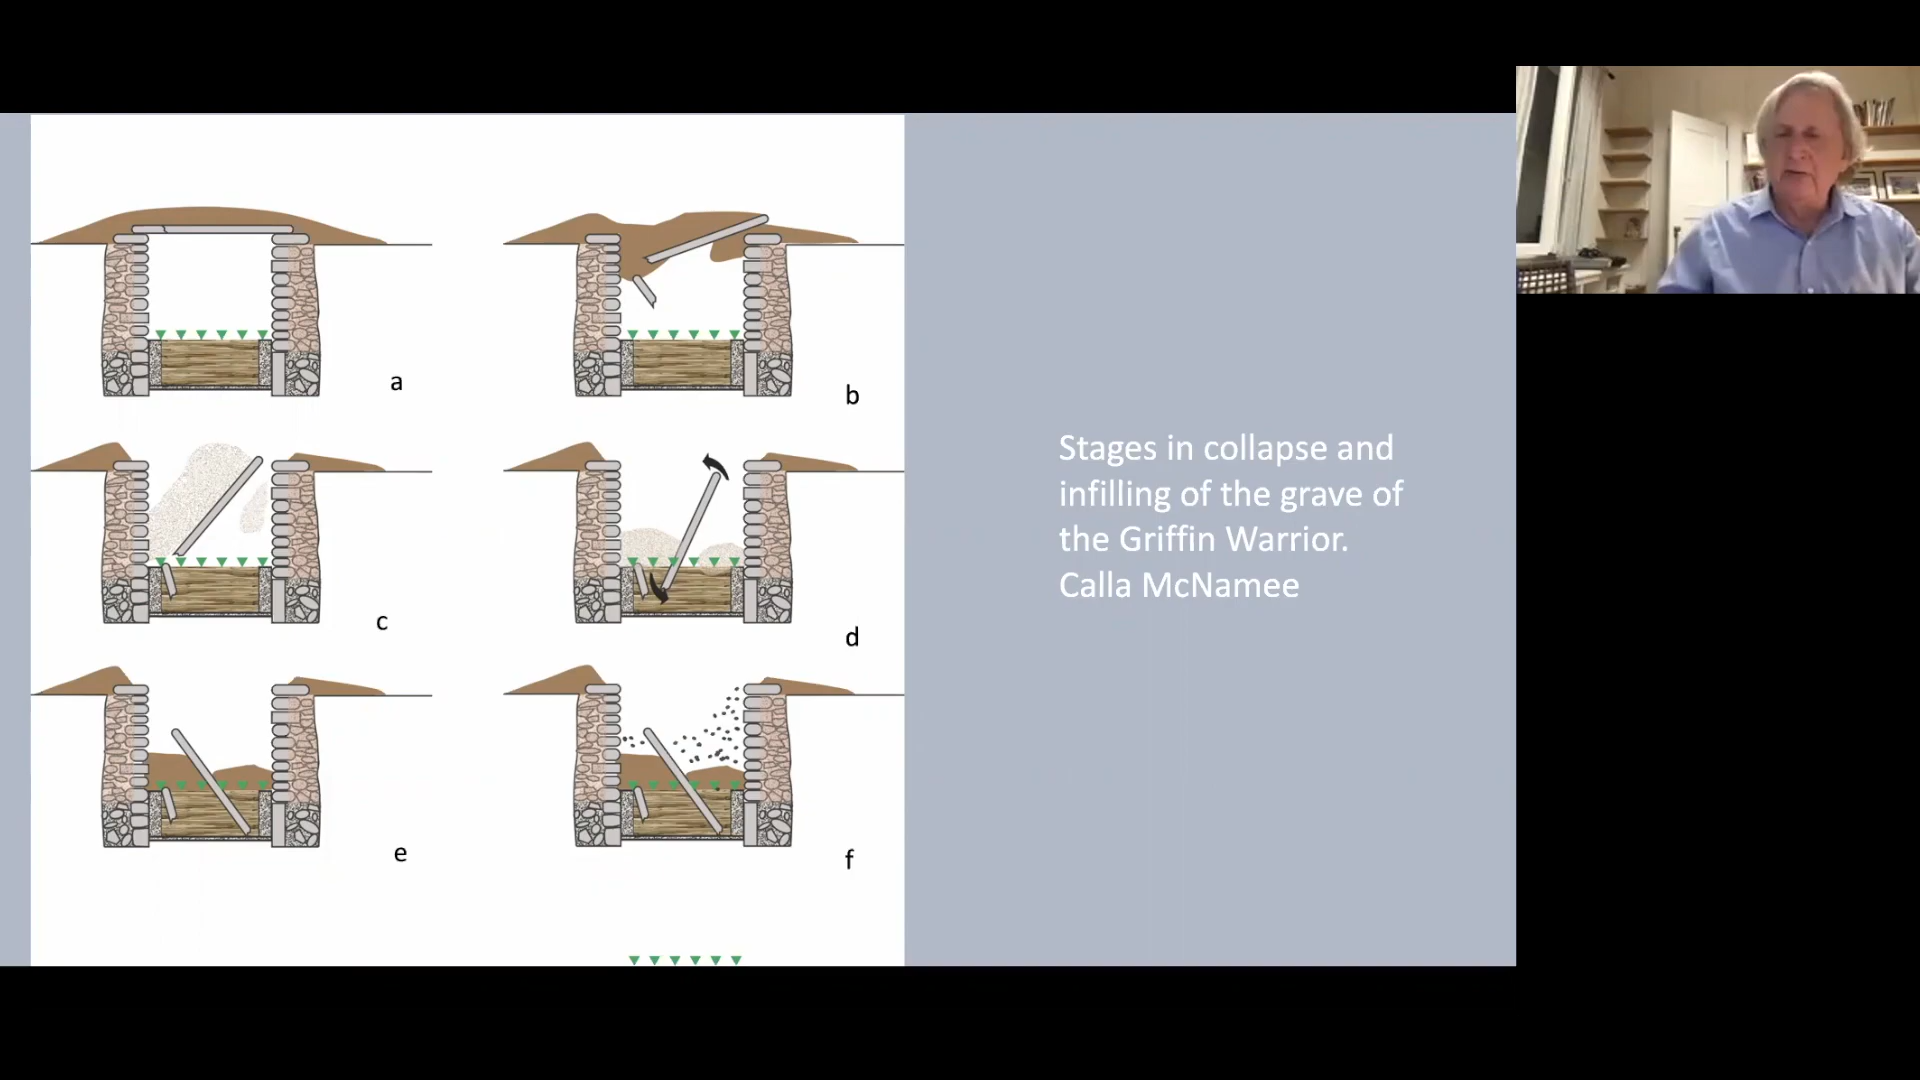 a
b
c
d
e
f
Stages in collapse and
infilling of the grave of
the Griffin Warrior.
Calla McNamee